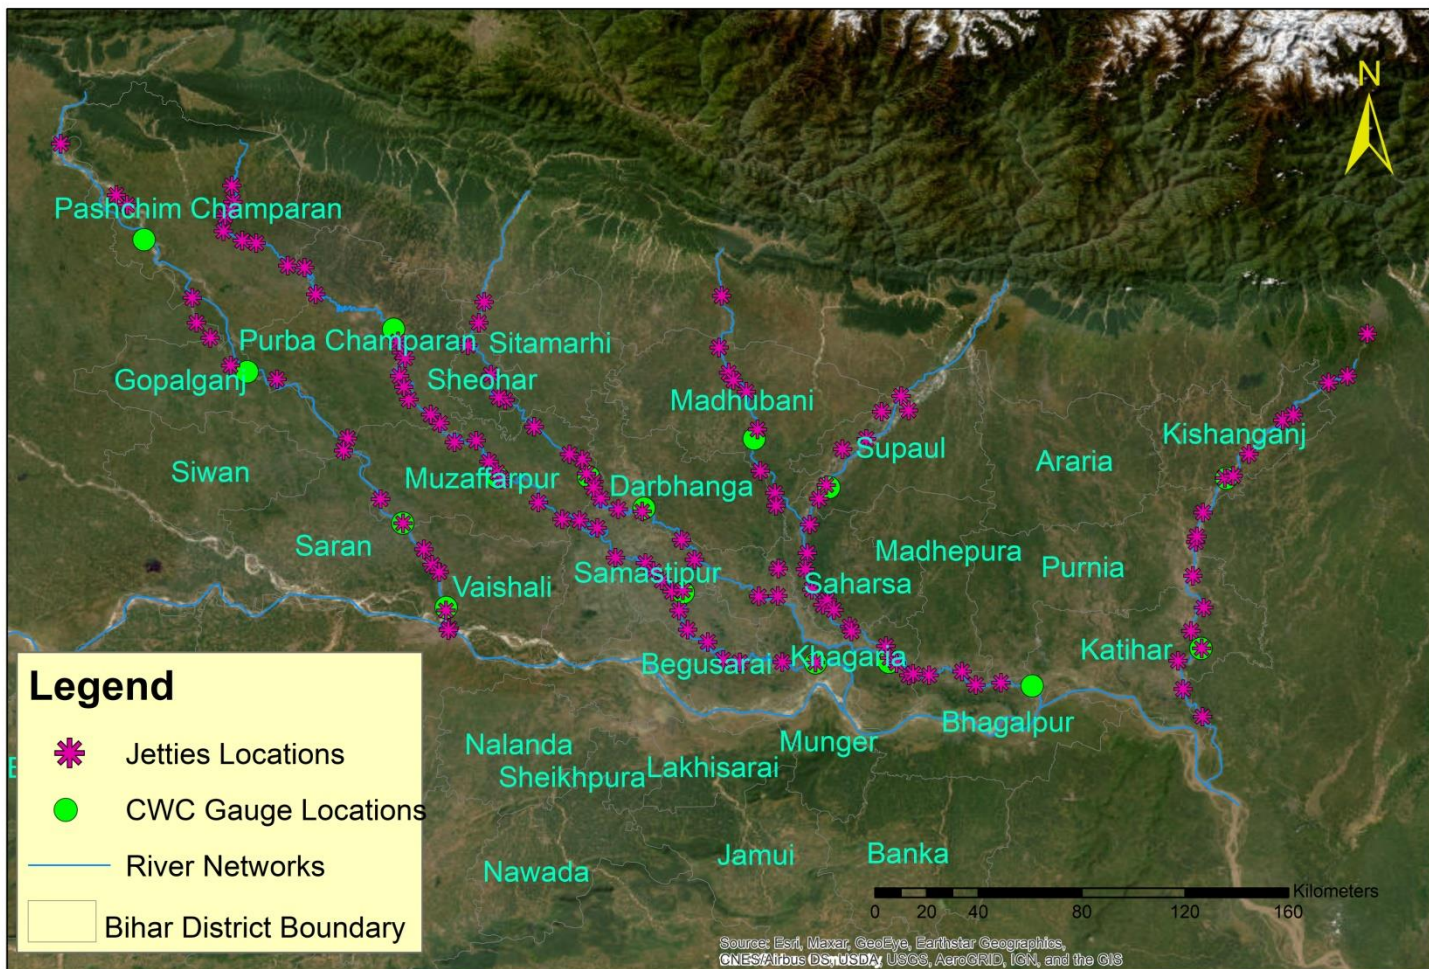 N
Pashchim Champaran
Purba Champaran
Sitamarhi
Gopalganj
Sheohar
Madhubani
Siwan
Muzaffarpur
Darbhanga
Supaul
Araria
Kishanganj
Saran
Vaishali
Samastipur
Saharsa
Madhepura
Purnia
Begusarai
Khagaria
Katihar
Bhagalpur
Munger
Nalanda
Sheikhpura
Lakhisarai
Nawada
Jamui
Banka
Legend
Jetties Locations
CWC Gauge Locations
River Networks
Bihar District Boundary
Kilometers
0 20 40 80 120 160
Source: Esri, Maxar, GeoEye, Earthstar Geographics,
CNES/Airbus DS, USDA, USGS, AeroGRID, IGN, and the GIS